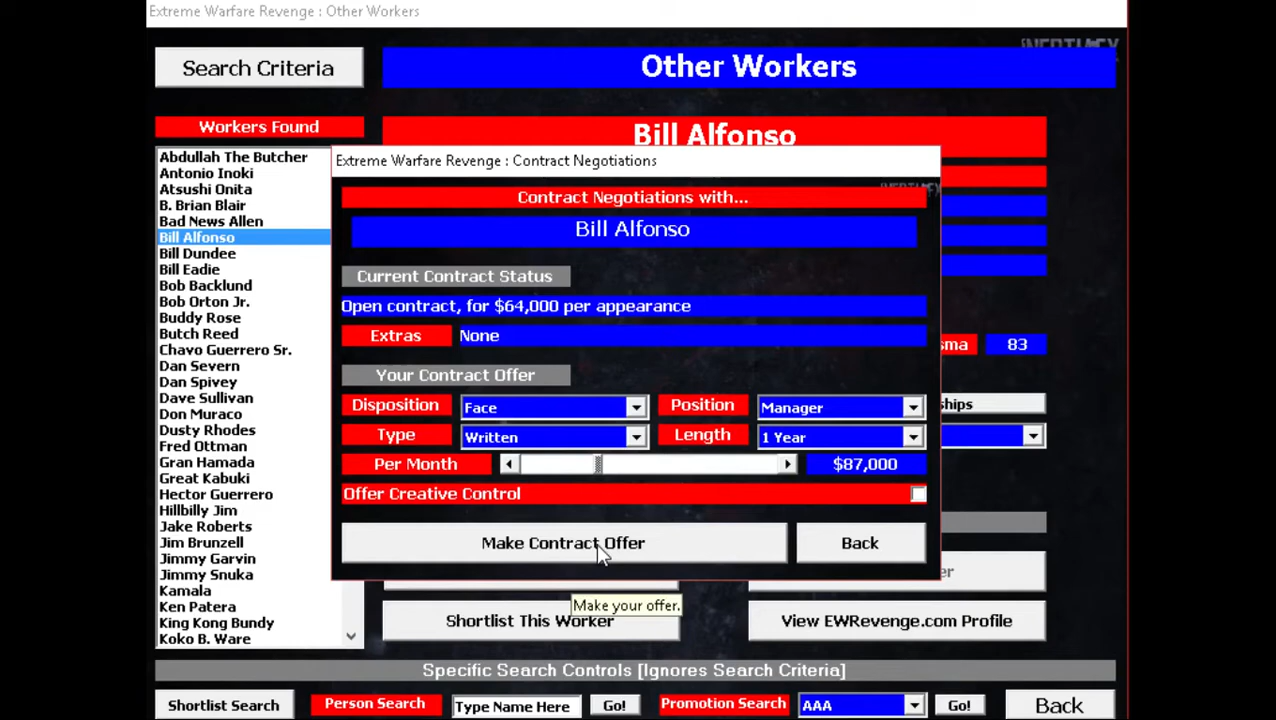 Extreme Warfare Revenge : Other Workers
Search Criteria
Other Workers
Workers Found
Bill Alfonso
Abdullah The Butcher
Antonio Inoki
Atsushi Onita
B. Brian Blair
Bad News Allen
Bill Alfonso
Bill Dundee
Bill Eadie
Bob Backlund
Bob Orton Jr.
Buddy Rose
Butch Reed
Chavo Guerrero Sr.
Dan Severn
Dan Spivey
Dave Sullivan
Don Muraco
Dusty Rhodes
Fred Ottman
Gran Hamada
Great Kabuki
Hector Guerrero
Hillbilly Jim
Jake Roberts
Jim Brunzell
Jimmy Garvin
Jimmy Snuka
Kamala
Ken Patera
King Kong Bundy
Koko B. Ware
Extreme Warfare Revenge : Contract Negotiations
Contract Negotiations with...
Bill Alfonso
Current Contract Status
Open contract, for $64,000 per appearance
Extras None
Your Contract Offer
Disposition Face Position Manager
Type Written Length 1 Year
Per Month $87,000
Offer Creative Control
Make Contract Offer Back
Make your offer.
sma 83
ships
er
Shortlist This Worker View EWRevenge.com Profile
Specific Search Controls [Ignores Search Criteria]
Shortlist Search Person Search Type Name Here Go! Promotion Search AAA Go! Back